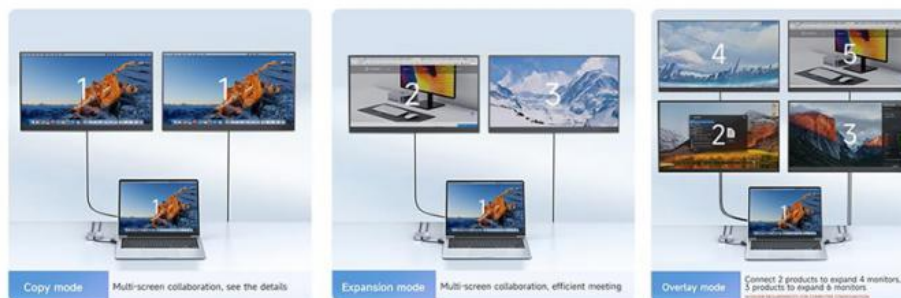 1
1
1
Copy mode
Multi-screen collaboration, see the details
2
3
1
Expansion mode
Multi-screen collaboration, efficient meeting
4
5
2
3
1
Overlay mode
Connect 2 products to expand 4 monitors,
3 products to expand 6 monitors